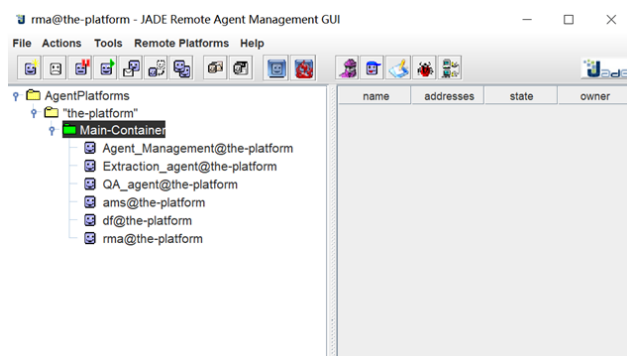 rma@the-platform - JADE Remote Agent Management GUI
File Actions Tools Remote Platforms Help
Jade
AgentPlatforms
"the-platform"
Main-Container
Agent_Management@the-platform
Extraction_agent@the-platform
QA_agent@the-platform
ams@the-platform
df@the-platform
rma@the-platform
name addresses state owner